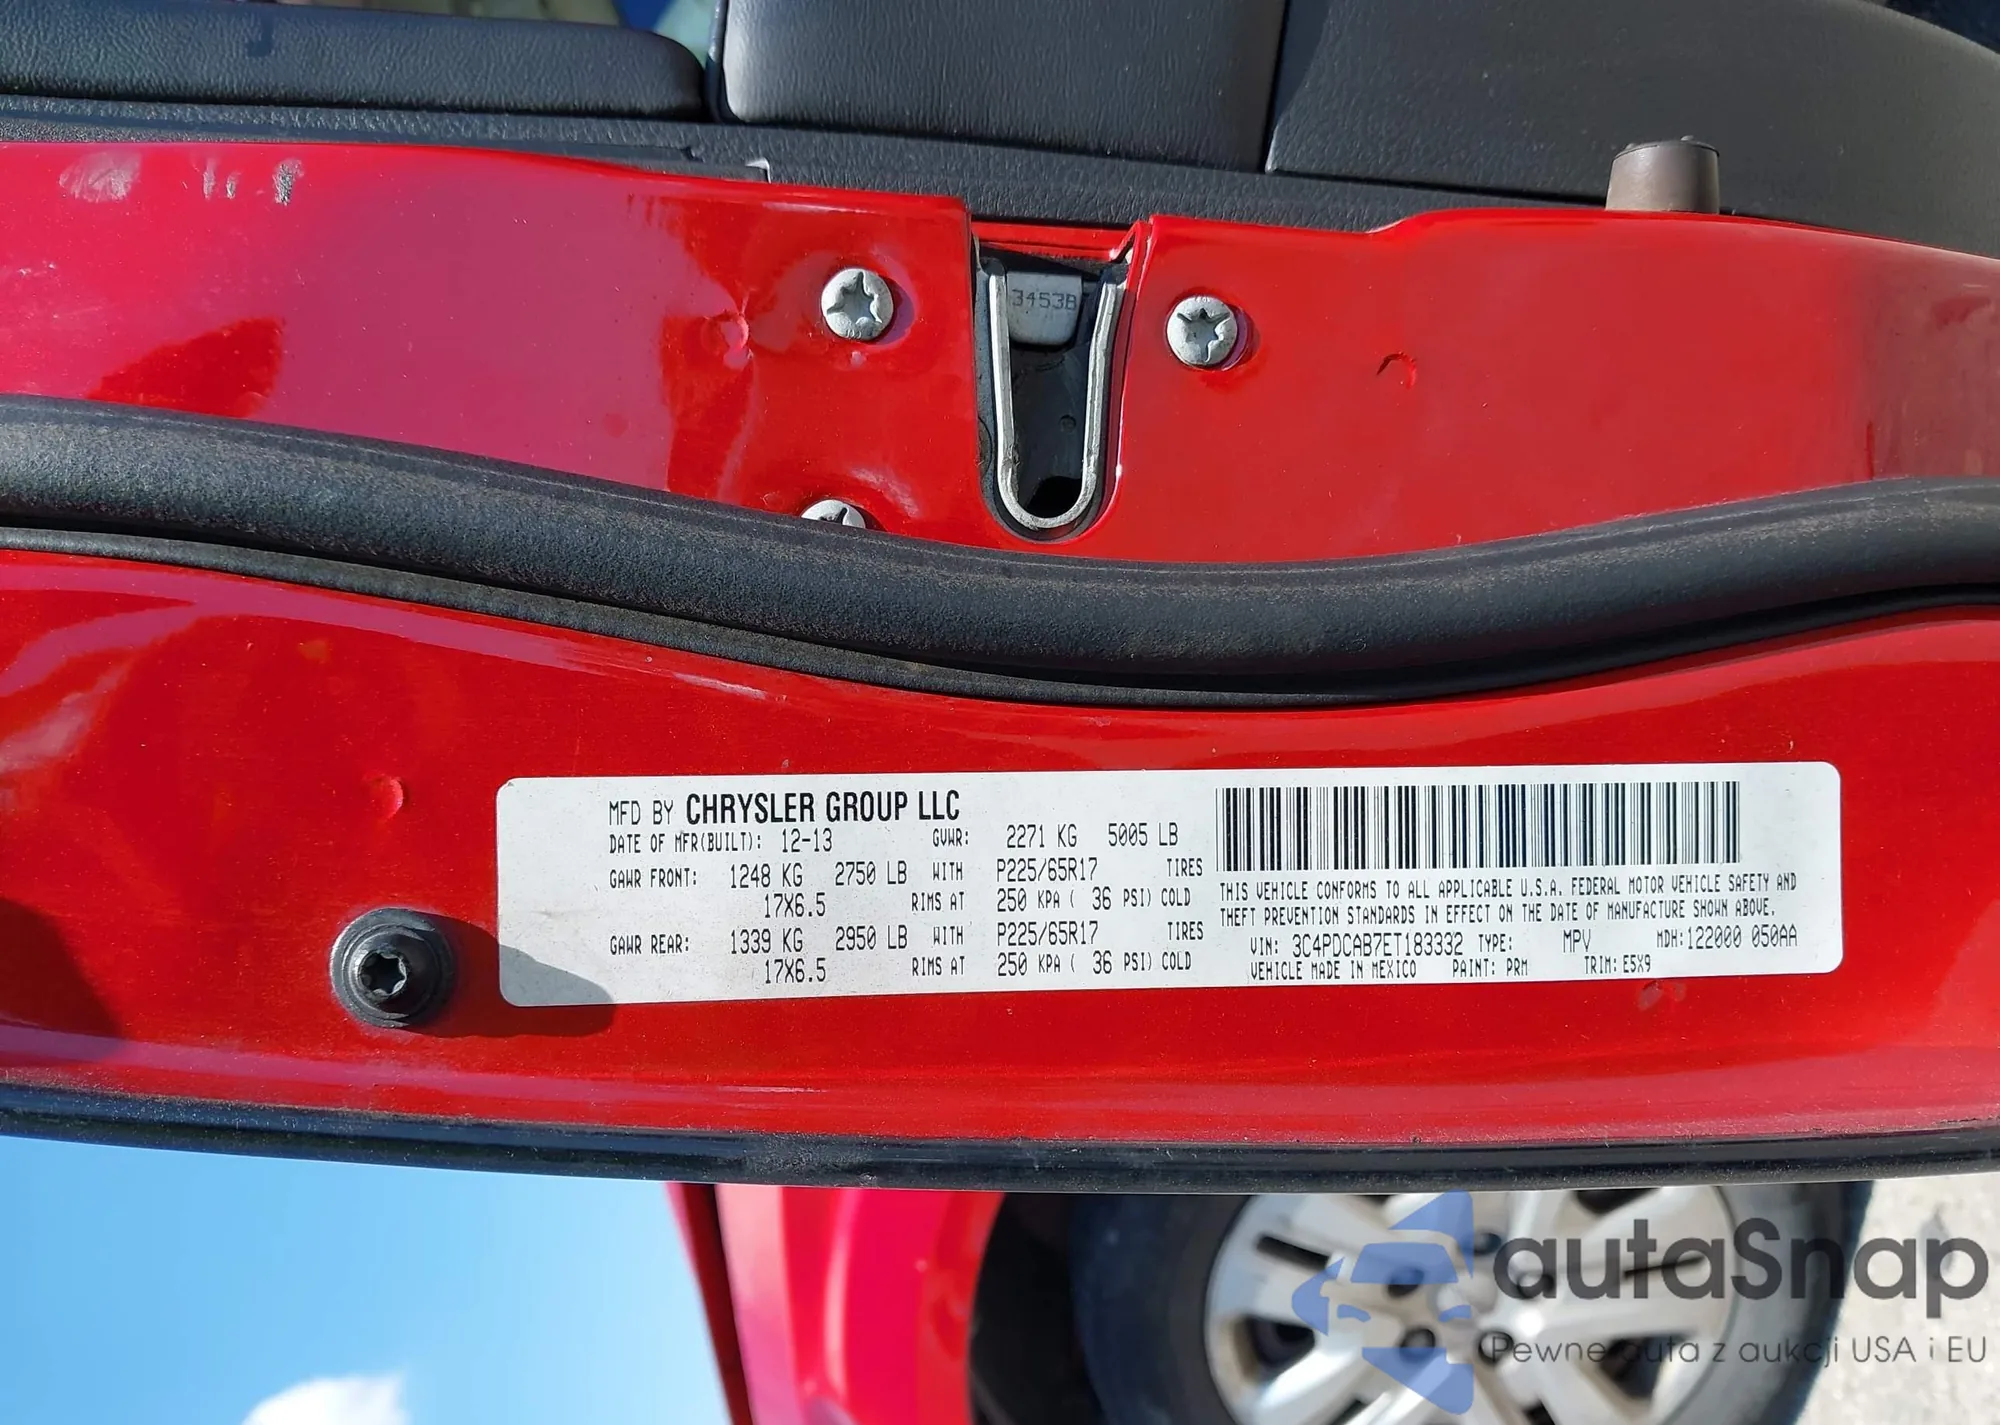 3453B
MFD BY CHRYSLER GROUP LLC
DATE OF MFR(BUILT): 12-13 GVWR: 2271 KG 5005 LB
GAWR FRONT: 1248 KG 2750 LB WITH P225/65R17 TIRES
17X6.5 RIMS AT 250 KPA ( 36 PSI) COLD
GAWR REAR: 1339 KG 2950 LB WITH P225/65R17 TIRES
17X6.5 RIMS AT 250 KPA ( 36 PSI) COLD
THIS VEHICLE CONFORMS TO ALL APPLICABLE U.S.A. FEDERAL MOTOR VEHICLE SAFETY AND
THEFT PREVENTION STANDARDS IN EFFECT ON THE DATE OF MANUFACTURE SHOWN ABOVE.
VIN: 3C4PDCAB7ET183332 TYPE: MPV MDH:122000 050AA
VEHICLE MADE IN MEXICO PAINT: PRM TRIM: E5X9
autaSnap
Pewne auta z aukcji USA i EU